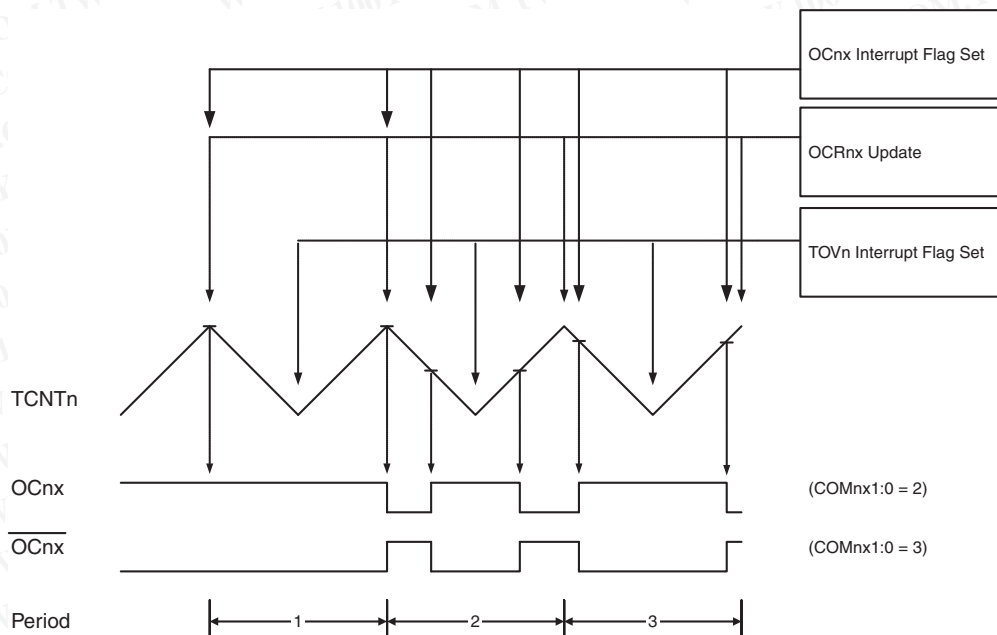 OCnx Interrupt Flag Set
OCRnx Update
TOVn Interrupt Flag Set
TCNTn
OCnx
(COMnx1:0 = 2)
OCnx
(COMnx1:0 = 3)
Period
1
2
3